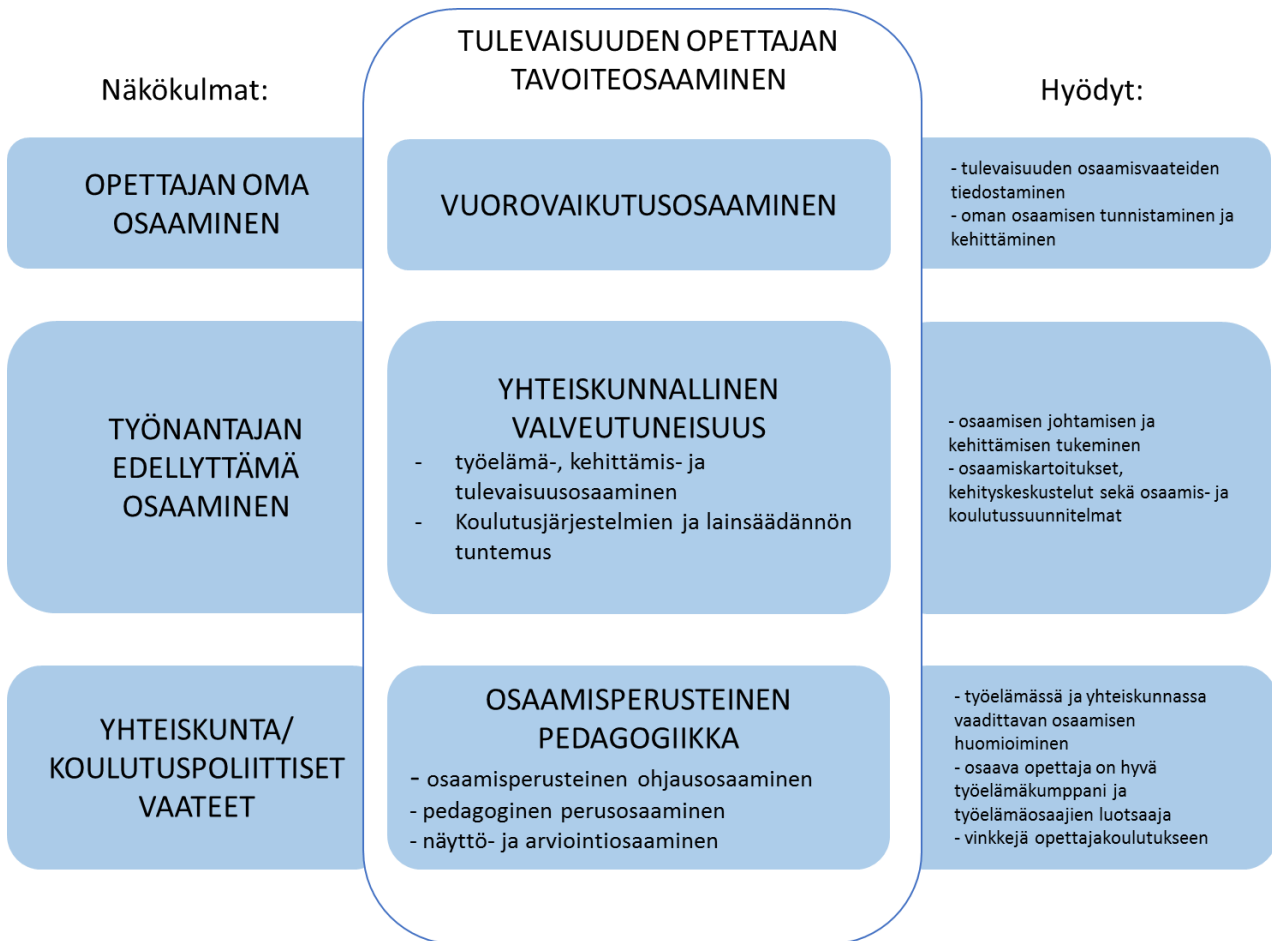 TULEVAISUUDEN OPETTAJAN
TAVOITEOSAAMINEN
Näkökulmat:
Hyödyt:
OPETTAJAN OMA
OSAAMINEN
VUOROVAIKUTUSOSAAMINEN
- tulevaisuuden osaamisvaateiden
tiedostaminen
- oman osaamisen tunnistaminen ja
kehittäminen
TYÖNANTAJAN
EDELLYTTÄMÄ
OSAAMINEN
YHTEISKUNNALLINEN
VALVEUTUNEISUUS
- työelämä-, kehittämis- ja
tulevaisuusosaaminen
- Koulutusjärjestelmien ja lainsäädännön
tuntemus
- osaamisen johtamisen ja
kehittämisen tukeminen
- osaamiskartoitukset,
kehityskeskustelut sekä osaamis- ja
koulutussuunnitelmat
YHTEISKUNTA/
KOULUTUSPOLIITTISET
VAATEET
OSAAMISPERUSTEINEN
PEDAGOGIIKKA
- osaamisperusteinen ohjausosaaminen
- pedagoginen perusosaaminen
- näyttö- ja arviointiosaaminen
- työelämässä ja yhteiskunnassa
vaadittavan osaamisen
huomioiminen
- osaava opettaja on hyvä
työelämäkumppani ja
työelämäosaajien luotsaaja
- vinkkejä opettajakoulutukseen